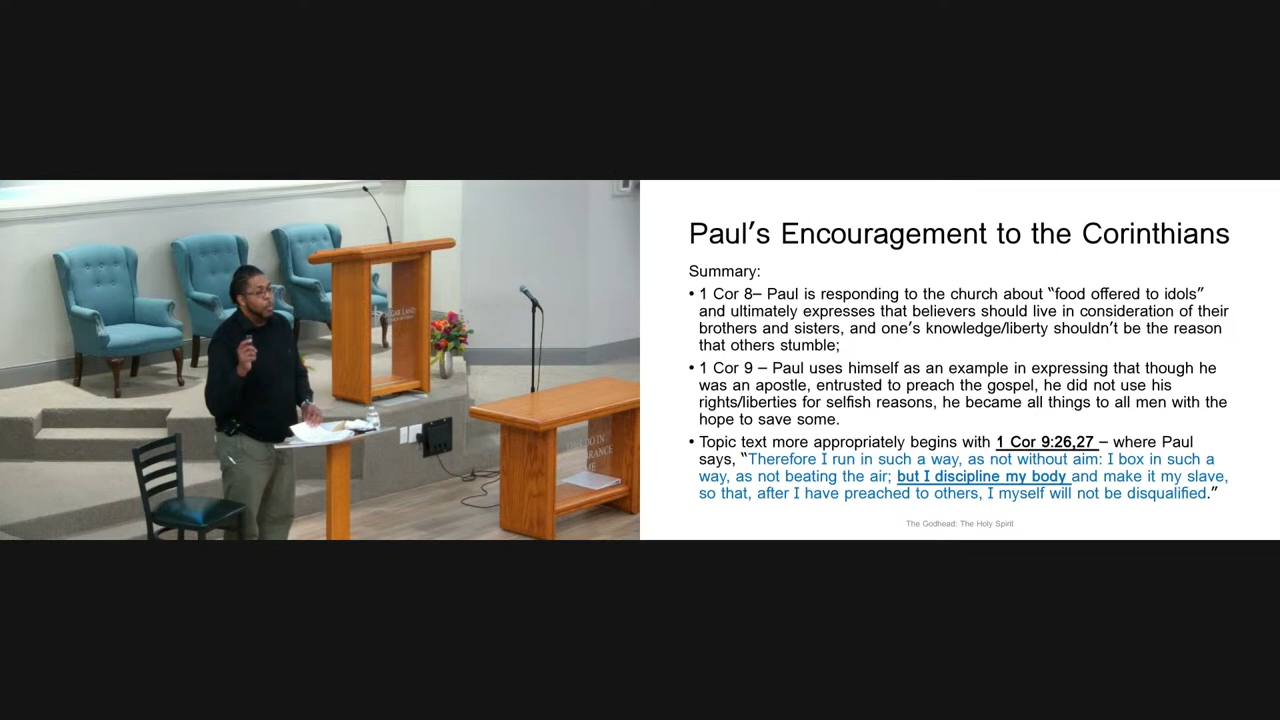 Paul's Encouragement to the Corinthians
Summary:
• 1 Cor 8– Paul is responding to the church about “food offered to idols”
and ultimately expresses that believers should live in consideration of their
brothers and sisters, and one's knowledge/liberty shouldn't be the reason
that others stumble;
• 1 Cor 9 – Paul uses himself as an example in expressing that though he
was an apostle, entrusted to preach the gospel, he did not use his
rights/liberties for selfish reasons, he became all things to all men with the
hope to save some.
• Topic text more appropriately begins with 1 Cor 9:26,27 – where Paul
says, “Therefore I run in such a way, as not without aim: I box in such a
way, as not beating the air; but I discipline my body and make it my slave,
so that, after I have preached to others, I myself will not be disqualified.”
The Godhead: The Holy Spirit
LAND
DO IN